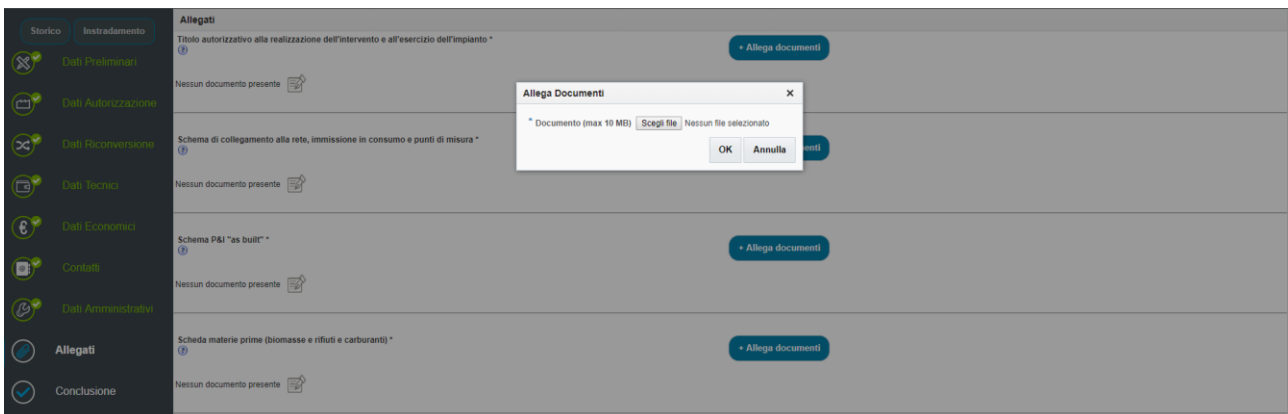 Storico
Instradamento
Dati Preliminari
Dati Autorizzazione
Dati Riconversione
Dati Tecnici
Dati Economici
Contatti
Dati Amministrativi
Allegati
Conclusione
Allegati
Titolo autorizzativo alla realizzazione dell'intervento e all'esercizio dell'impianto *
+ Allega documenti
Nessun documento presente
Allega Documenti
* Documento (max 10 MB) Scegli file Nessun file selezionato
OK Annulla
Schema di collegamento alla rete, immissione in consumo e punti di misura *
Nessun documento presente
Schema P&I "as built" *
+ Allega documenti
Nessun documento presente
Scheda materie prime (biomasse e rifiuti e carburanti) *
+ Allega documenti
Nessun documento presente